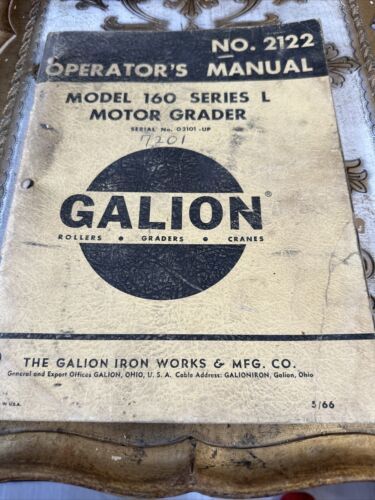 NO. 2122
OPERATOR'S MANUAL
MODEL 160 SERIES L
MOTOR GRADER
SERIAL No. 03101-UP
7201
GALION®
ROLLERS • GRADERS • CRANES
THE GALION IRON WORKS & MFG. CO.
General and Export Offices GALION, OHIO, U. S. A. Cable Address: GALIONIRON, Galion, Ohio
U.S.A.
5/66